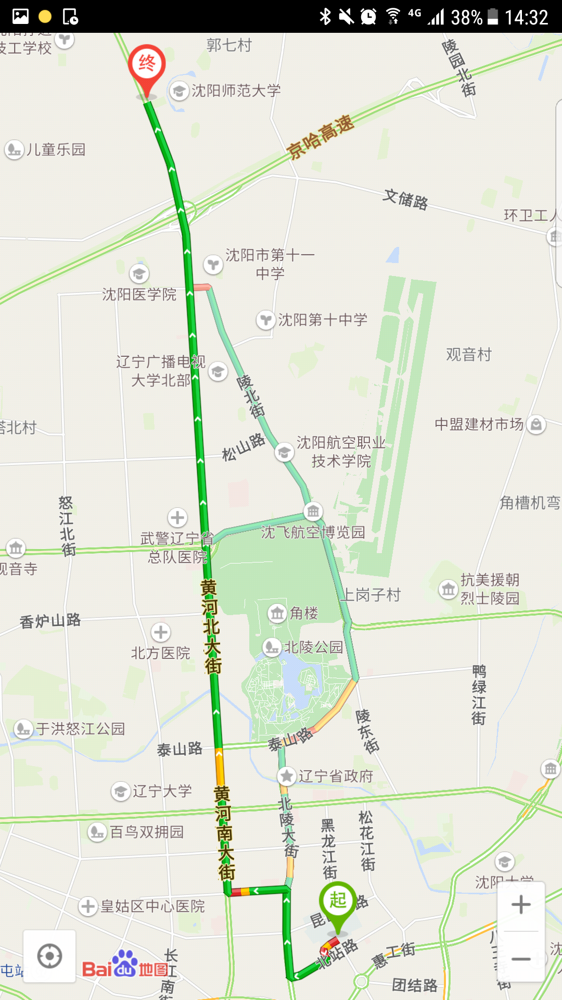 4G
38%
14:32
技工学校
郭七村
陵园北街
终
沈阳师范大学
京哈高速
儿童乐园
文储路
环卫工人
沈阳市第十一
中学
沈阳医学院
沈阳第十中学
观音村
辽宁广播电视
大学北部
陵北街
塔北村
中盟建材市场
松山路
沈阳航空职业
技术学院
怒江北街
角槽机弯
武警辽宁省
总队医院
沈飞航空博览园
观音寺
抗美援朝
烈士陵园
上岗子村
黄河北大街
香炉山路
角楼
北方医院
北陵公园
鸭绿江街
于洪怒江公园
陵东街
泰山路
泰山路
辽宁省政府
辽宁大学
黄河南大街
北陵大街
黑龙江街
松花江街
百鸟双拥园
沈阳大学
皇姑区中心医院
起
昆山路
北站路
惠工街
长江南街
Bai du 地图
屯站
团结路